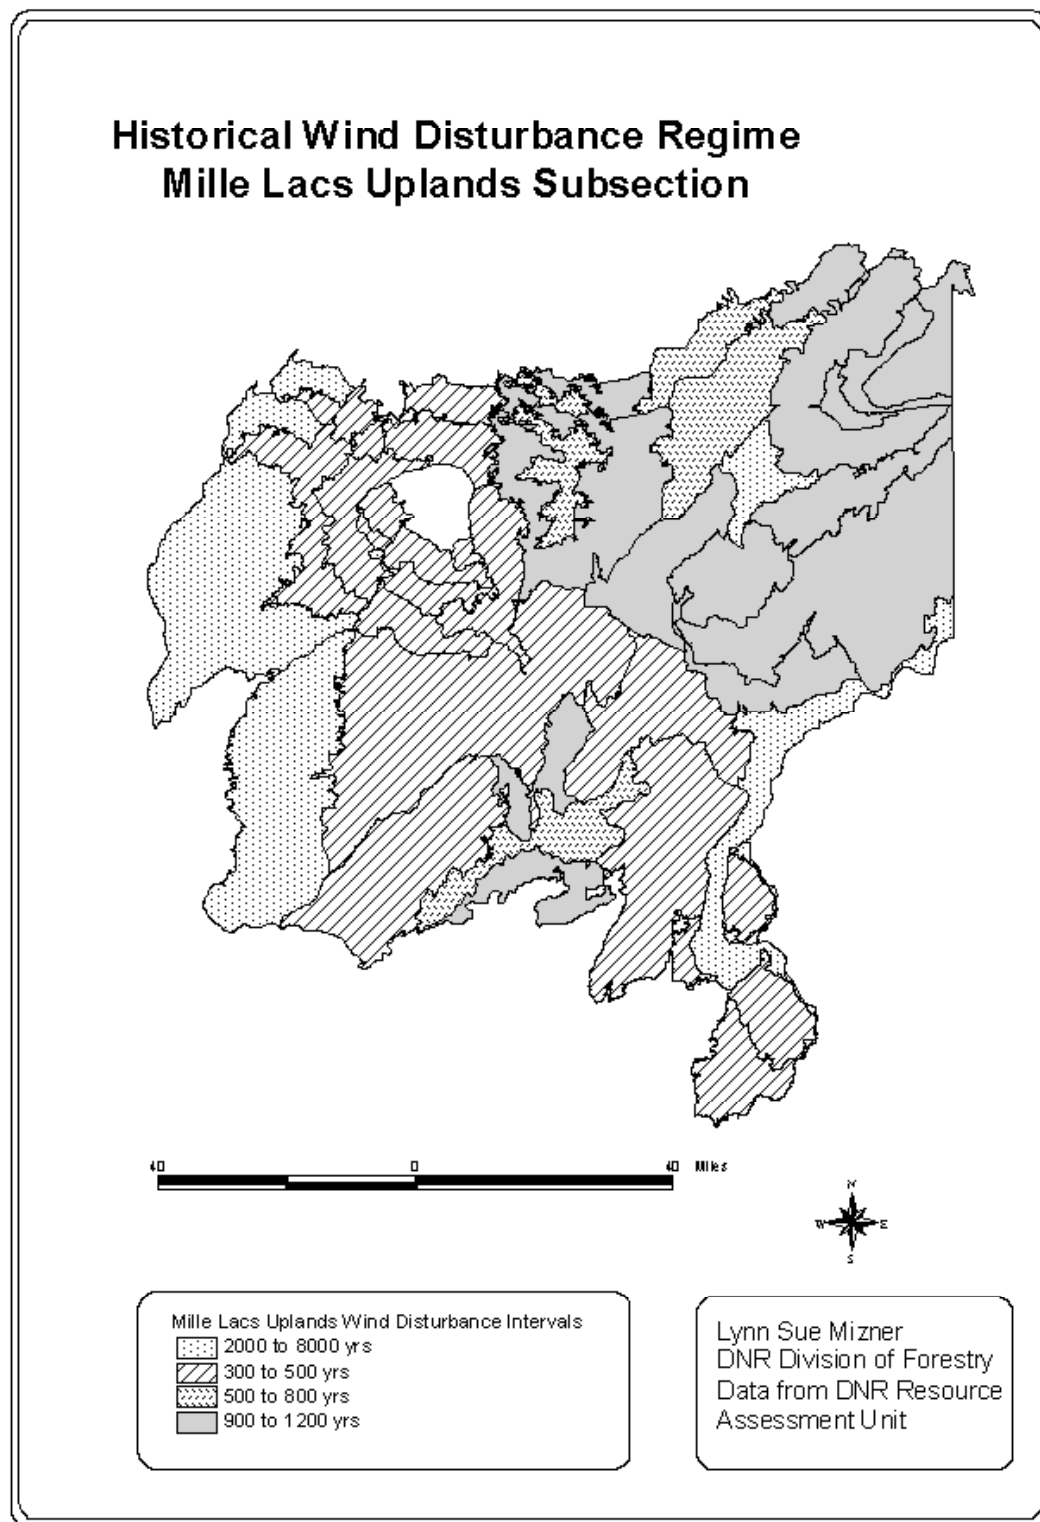 Historical Wind Disturbance Regime
Mille Lacs Uplands Subsection
40 0 40 Miles
N
W E
S
Mille Lacs Uplands Wind Disturbance Intervals
2000 to 8000 yrs
300 to 500 yrs
500 to 800 yrs
900 to 1200 yrs
Lynn Sue Mizner
DNR Division of Forestry
Data from DNR Resource
Assessment Unit